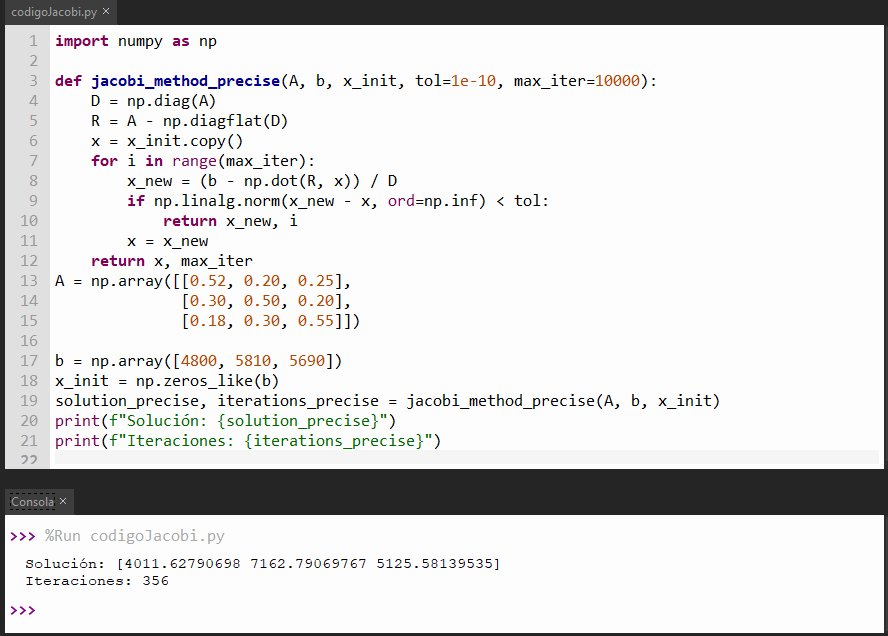 codigoJacobi.py ×
1 import numpy as np
2
3 def jacobi_method_precise(A, b, x_init, tol=1e-10, max_iter=10000):
4     D = np.diag(A)
5     R = A - np.diagflat(D)
6     x = x_init.copy()
7     for i in range(max_iter):
8         x_new = (b - np.dot(R, x)) / D
9         if np.linalg.norm(x_new - x, ord=np.inf) < tol:
10             return x_new, i
11         x = x_new
12     return x, max_iter
13 A = np.array([[0.52, 0.20, 0.25],
14               [0.30, 0.50, 0.20],
15               [0.18, 0.30, 0.55]])
16
17 b = np.array([4800, 5810, 5690])
18 x_init = np.zeros_like(b)
19 solution_precise, iterations_precise = jacobi_method_precise(A, b, x_init)
20 print(f"Solución: {solution_precise}")
21 print(f"Iteraciones: {iterations_precise}")
22
Consola ×
>>> %Run codigoJacobi.py
Solución: [4011.62790698 7162.79069767 5125.58139535]
Iteraciones: 356
>>>